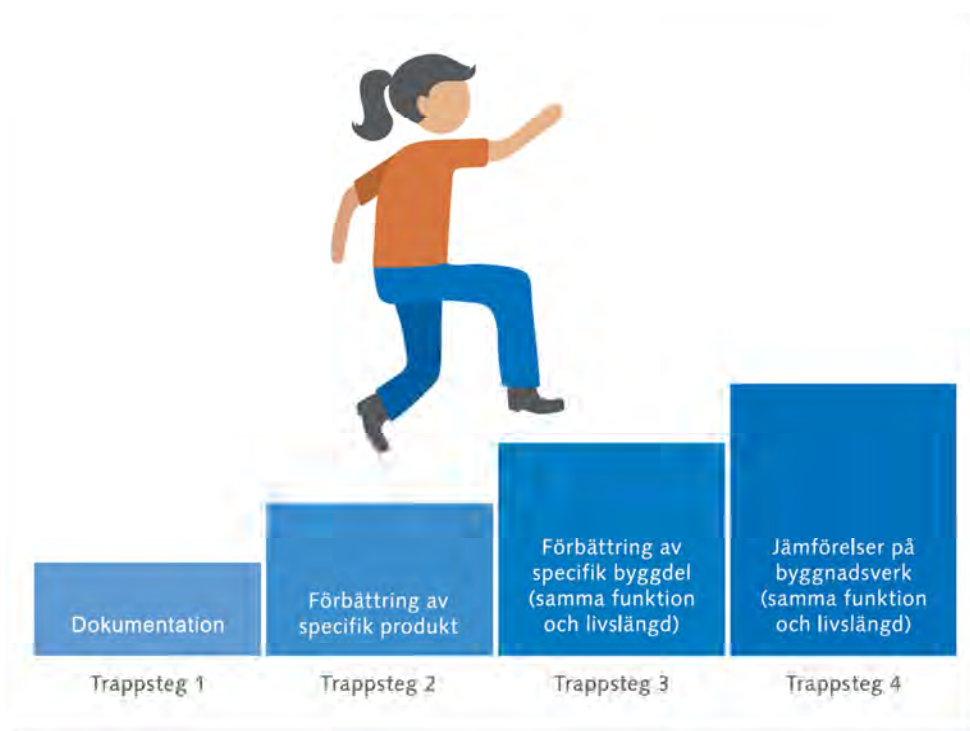 Dokumentation
Förbättring av
specifik produkt
Förbättring av
specifik byggdel
(samma funktion
och livslängd)
Jämförelser på
byggnadsverk
(samma funktion
och livslängd)
Trappsteg 1
Trappsteg 2
Trappsteg 3
Trappsteg 4